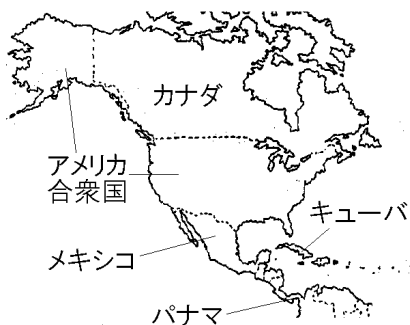 カナダ
アメリカ
合衆国
キューバ
メキシコ
パナマ